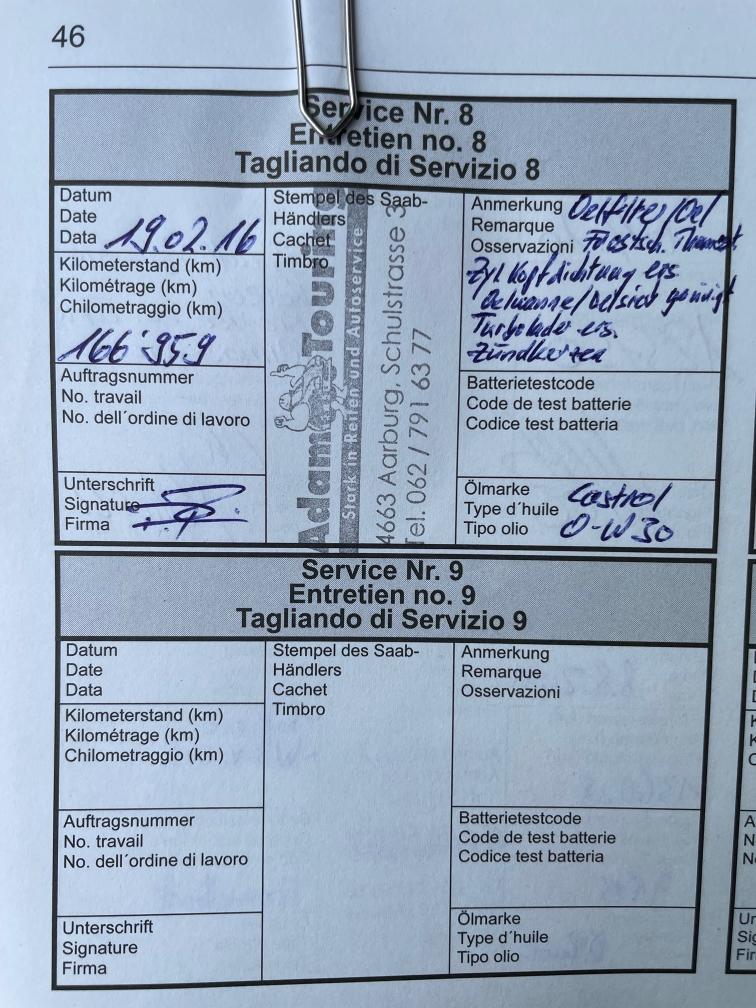 46
Service Nr. 8
Entretien no. 8
Tagliando di Servizio 8
Datum
Date
Data 19.02.16
Kilometerstand (km)
Kilométrage (km)
Chilometraggio (km)
166'959
Auftragsnummer
No. travail
No. dell´ordine di lavoro
Unterschrift
Signature
Firma
Stempel des Saab-
Händlers
Cachet
Timbro
Stark in Reifen und Autoservice
4663 Aarburg, Schulstrasse 3
Tel. 062 / 791 63 77
Anmerkung Oelfilter/Oel
Remarque
Osservazioni
Zyl Kopfdichtung ers.
Oelwanne/
Turbolader ers.
Zündkerzen
Batterietestcode
Code de test batterie
Codice test batteria
Ölmarke Castrol
Type d´huile
Tipo olio 0-W30
Service Nr. 9
Entretien no. 9
Tagliando di Servizio 9
Datum
Date
Data
Kilometerstand (km)
Kilométrage (km)
Chilometraggio (km)
Auftragsnummer
No. travail
No. dell´ordine di lavoro
Unterschrift
Signature
Firma
Stempel des Saab-
Händlers
Cachet
Timbro
Anmerkung
Remarque
Osservazioni
Batterietestcode
Code de test batterie
Codice test batteria
Ölmarke
Type d´huile
Tipo olio